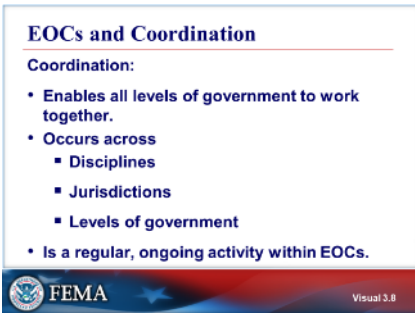 EOCs and Coordination
Coordination:
• Enables all levels of government to work
together.
• Occurs across
▪ Disciplines
▪ Jurisdictions
▪ Levels of government
• Is a regular, ongoing activity within EOCs.
FEMA
Visual 3.8